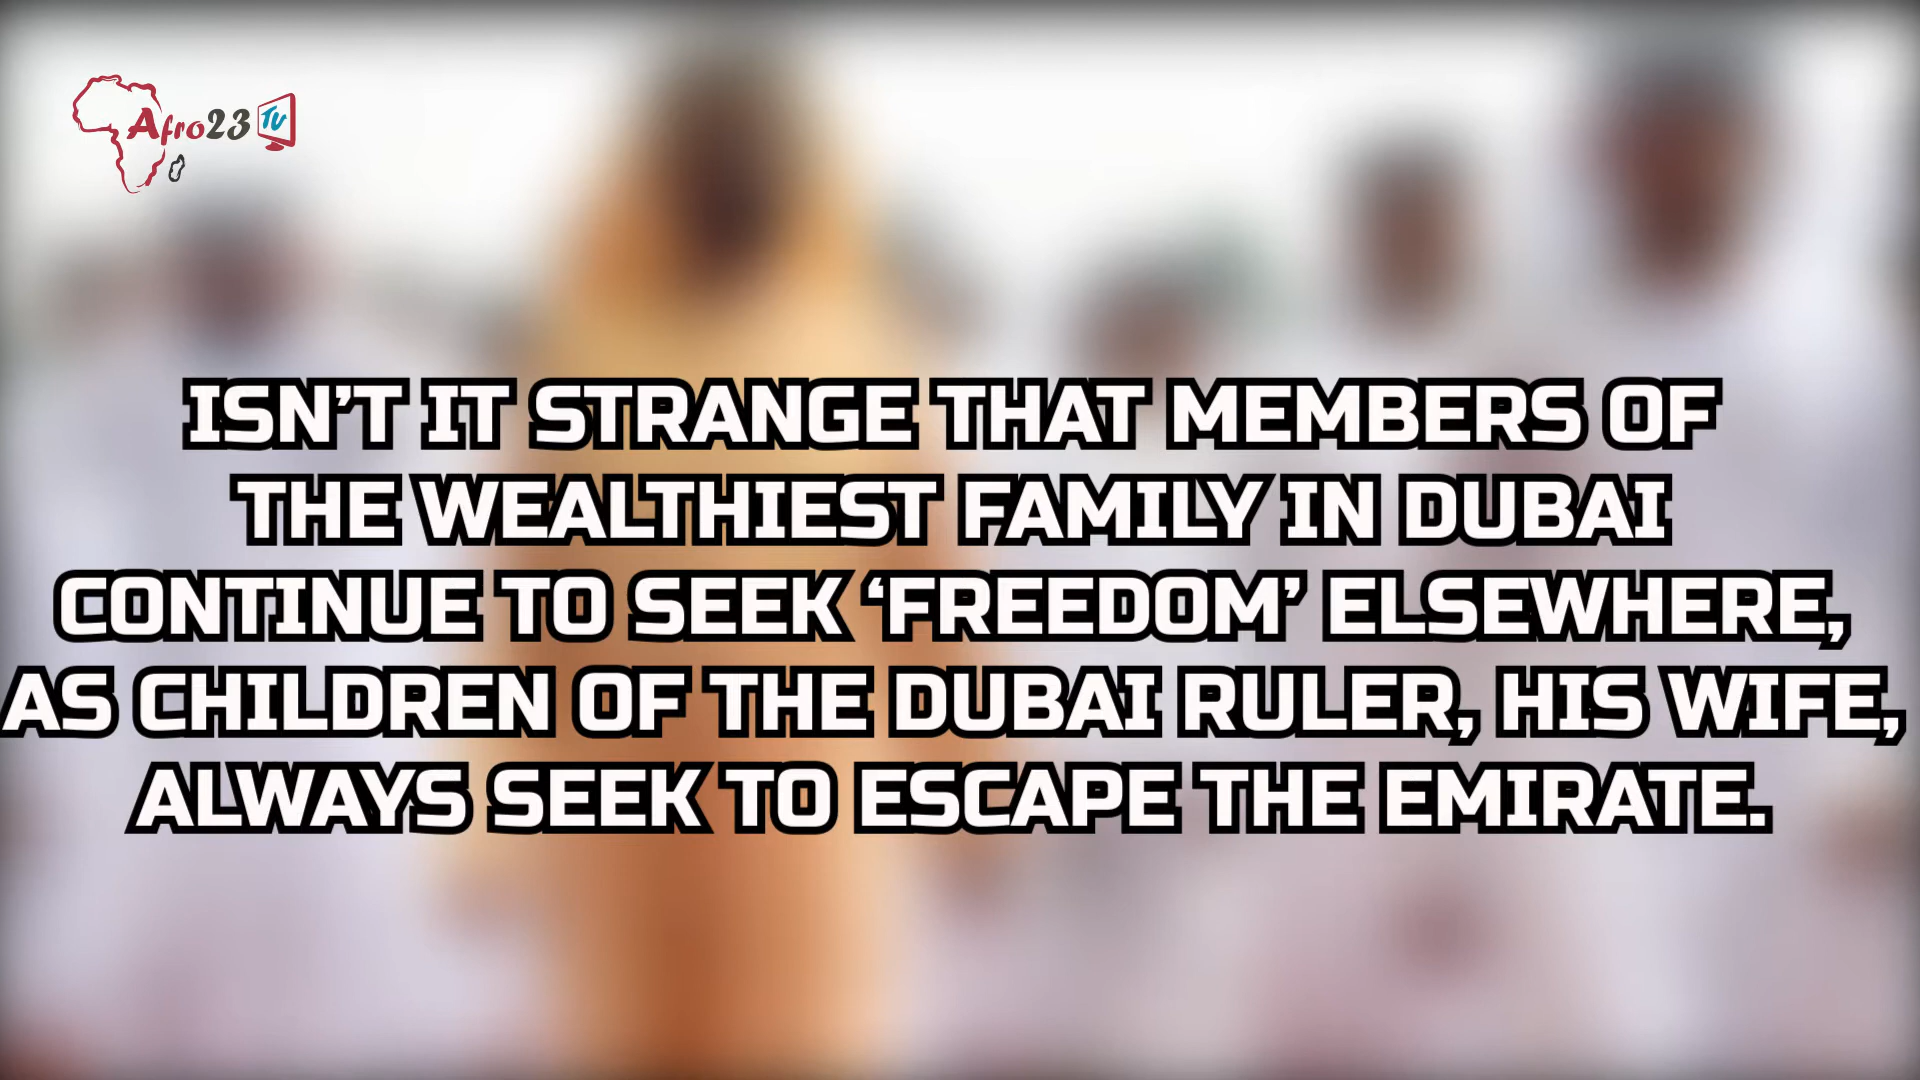 Afro23 TV
ISN'T IT STRANGE THAT MEMBERS OF
THE WEALTHIEST FAMILY IN DUBAI
CONTINUE TO SEEK ‘FREEDOM’ ELSEWHERE,
AS CHILDREN OF THE DUBAI RULER, HIS WIFE,
ALWAYS SEEK TO ESCAPE THE EMIRATE.